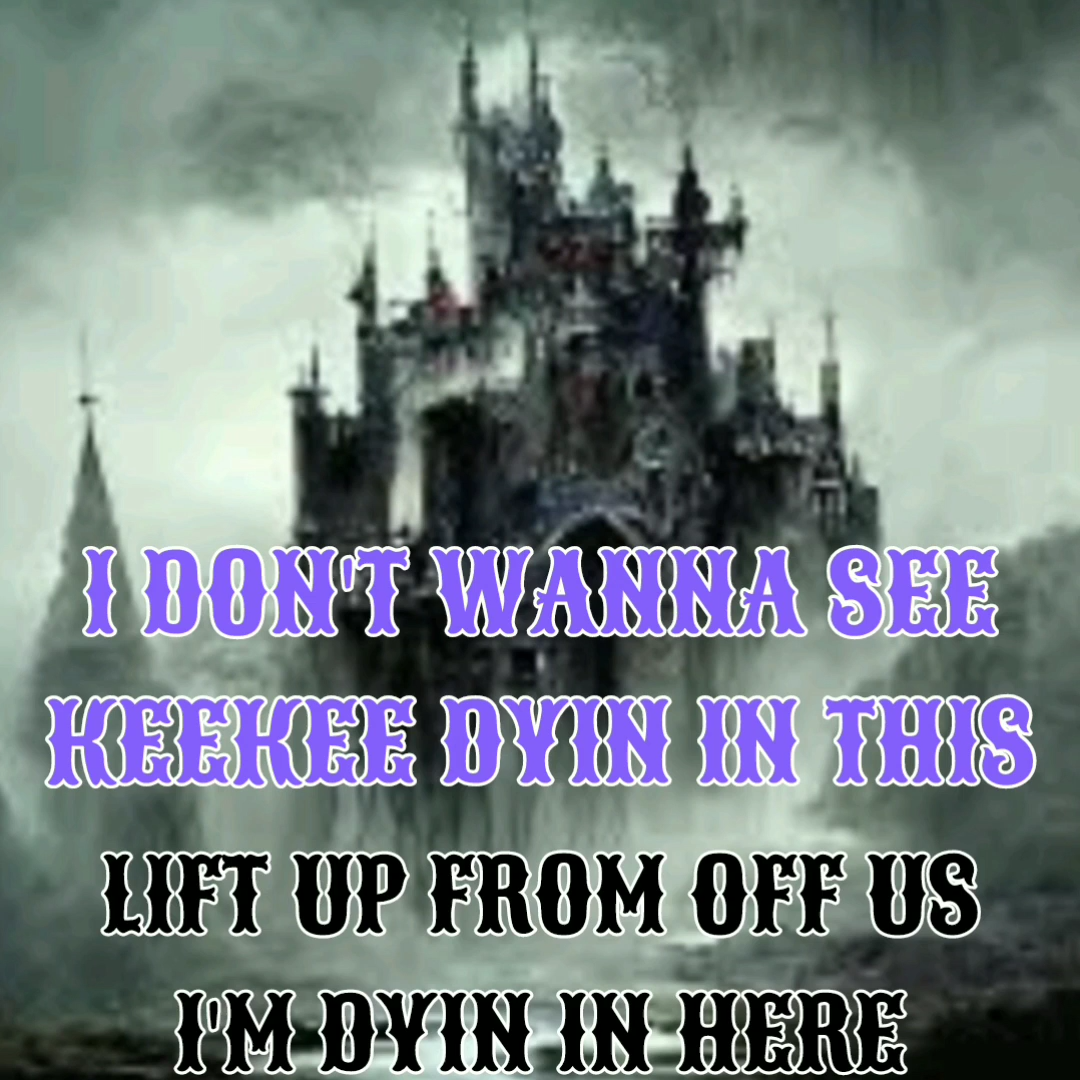 I DON'T WANNA SEE
KEEKEE DYIN IN THIS
LIFT UP FROM OFF US
I'M DYIN IN HERE